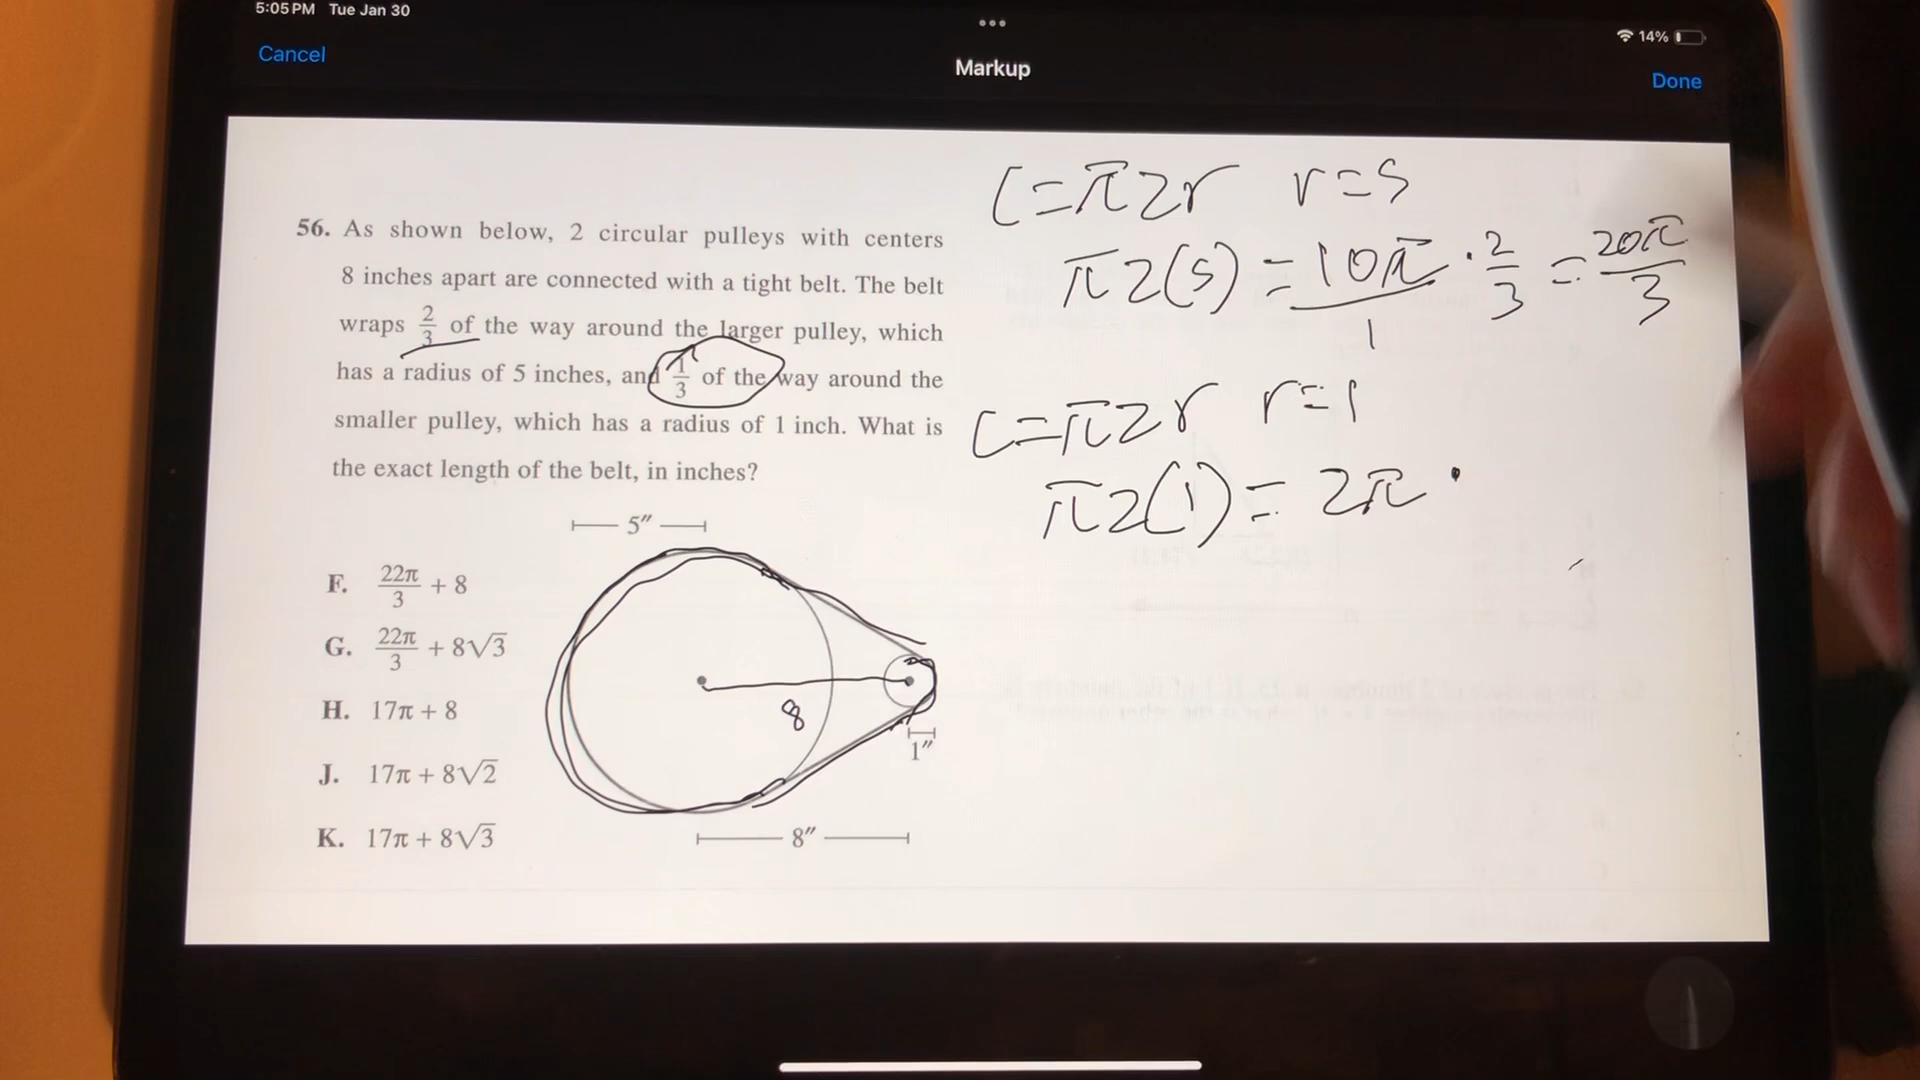 5:05 PM Tue Jan 30
14%
Cancel
Markup
Done
56. As shown below, 2 circular pulleys with centers
8 inches apart are connected with a tight belt. The belt
wraps 2/3 of the way around the larger pulley, which
has a radius of 5 inches, and 1/3 of the way around the
smaller pulley, which has a radius of 1 inch. What is
the exact length of the belt, in inches?
5"
F. 22π/3 + 8
G. 22π/3 + 8√3
H. 17π + 8
J. 17π + 8√2
K. 17π + 8√3
8
1"
8"
C=π2r r=5
π2(5) = 10π/1 · 2/3 = 20π/3
C=π2r r=1
π2(1) = 2π ·